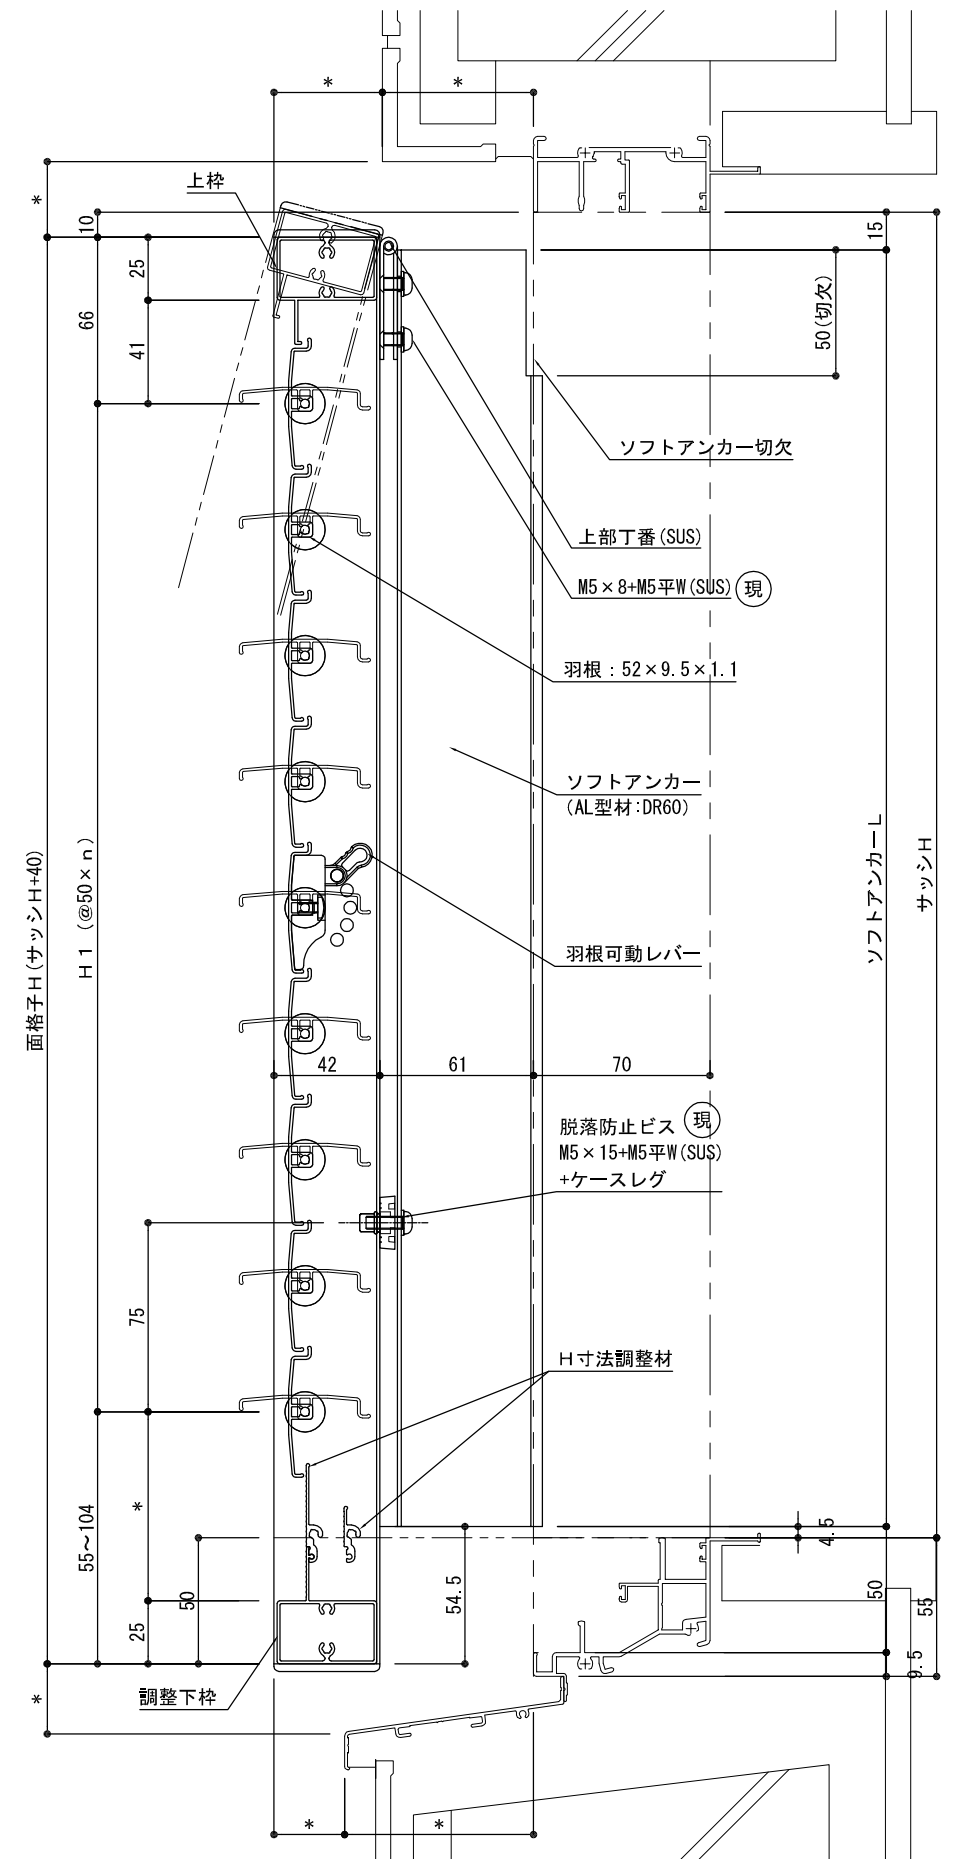 *
*
*
上枠
10
15
25
66
41
50(切欠)
ソフトアンカー切欠
上部丁番(SUS)
M5×8+M5平W(SUS) 現
羽根：52×9.5×1.1
ソフトアンカー
(AL型材:DR60)
面格子H(サッシH+40)
H1 (@50×n)
ソフトアンカーL
サッシH
羽根可動レバー
42
61
70
脱落防止ビス 現
M5×15+M5平W(SUS)
+ケースレグ
75
H寸法調整材
55〜104
*
4.5
50
54.5
50
55
25
9.5
*
調整下枠
*
*